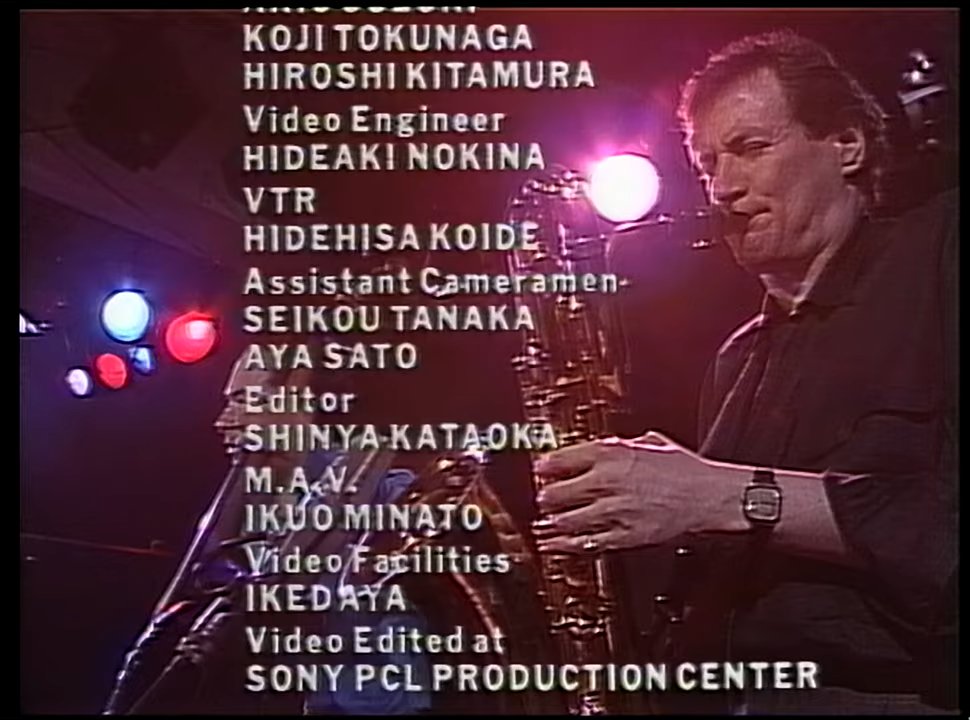 KOJI TOKUNAGA
HIROSHI KITAMURA
Video Engineer
HIDEAKI NOKINA
VTR
HIDEHISA KOIDE
Assistant Cameramen
SEIKOU TANAKA
AYA SATO
Editor
SHINYA KATAOKA
M.A.V.
IKUO MINATO
Video Facilities
IKEDAYA
Video Edited at
SONY PCL PRODUCTION CENTER